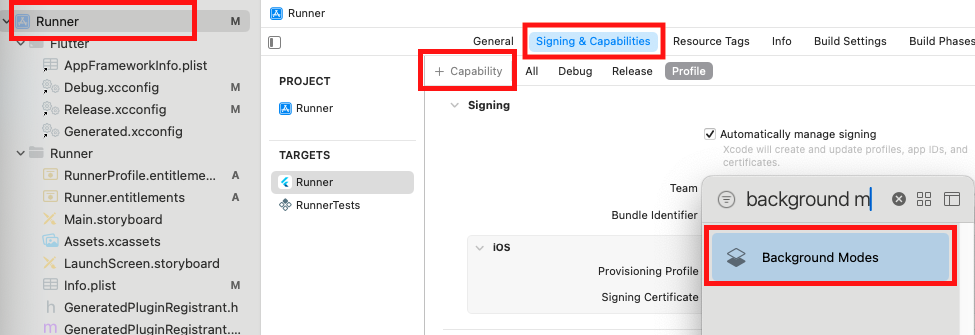 Runner M
Flutter
AppFrameworkInfo.plist
Debug.xcconfig M
Release.xcconfig M
Generated.xcconfig
Runner
RunnerProfile.entitleme... A
Runner.entitlements A
Main.storyboard
Assets.xcassets
LaunchScreen.storyboard
Info.plist M
GeneratedPluginRegistrant.h
GeneratedPluginRegistrant....
Runner
General Signing & Capabilities Resource Tags Info Build Settings Build Phases
PROJECT
Runner
TARGETS
Runner
RunnerTests
+ Capability All Debug Release Profile
Signing
Automatically manage signing
Xcode will create and update profiles, app IDs, and
certificates.
Team
Bundle Identifier
iOS
Provisioning Profile
Signing Certificate
background m
Background Modes